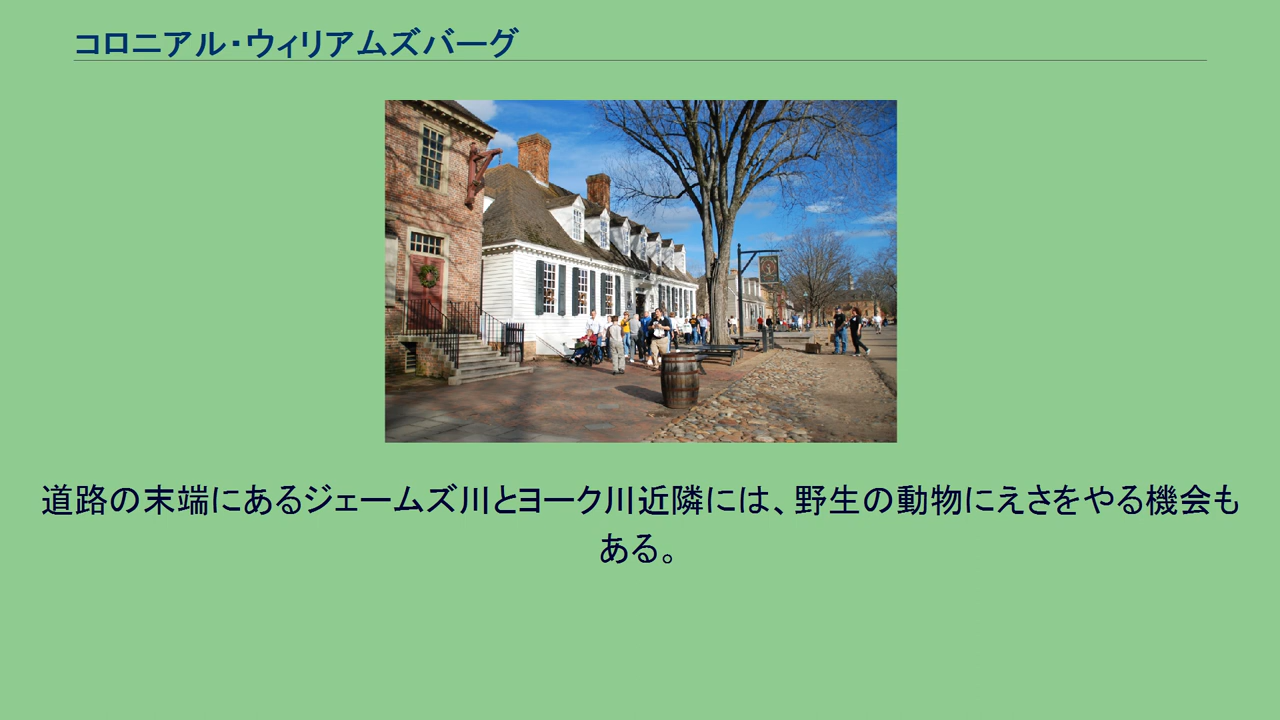 コロニアル・ウィリアムズバーグ
道路の末端にあるジェームズ川とヨーク川近隣には、野生の動物にえさをやる機会も
ある。